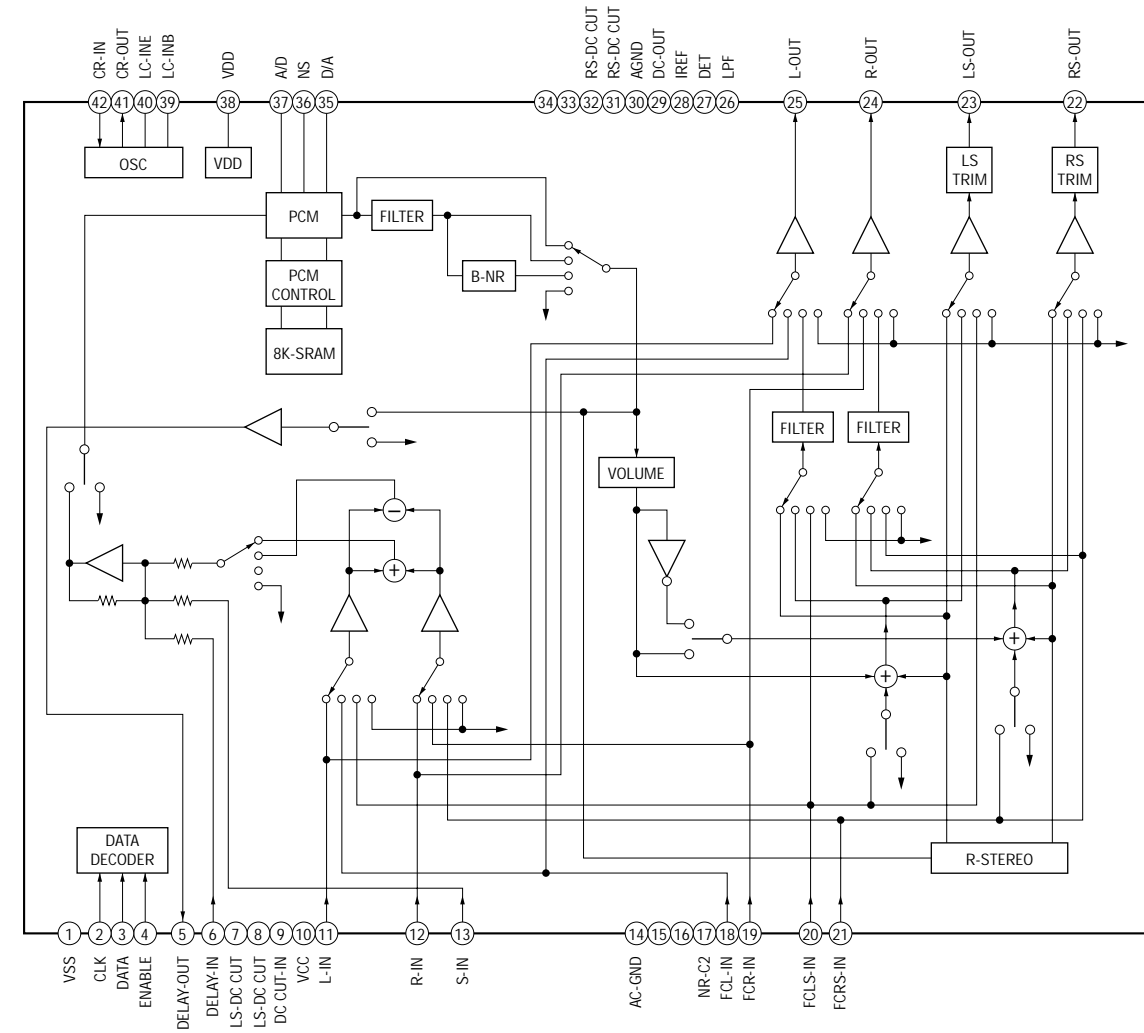 CR-IN
CR-OUT
LC-INE
LC-INB
VDD
A/D
NS
D/A
RS-DC CUT
RS-DC CUT
AGND
DC-OUT
IREF
DET
LPF
L-OUT
R-OUT
LS-OUT
RS-OUT
42 41 40 39 38 37 36 35 34 33 32 31 30 29 28 27 26 25 24 23 22
OSC
VDD
LS TRIM
RS TRIM
PCM
FILTER
B-NR
PCM CONTROL
8K-SRAM
FILTER
FILTER
VOLUME
−
+
+
+
DATA DECODER
R-STEREO
1 2 3 4 5 6 7 8 9 10 11 12 13 14 15 16 17 18 19 20 21
VSS
CLK
DATA
ENABLE
DELAY-OUT
DELAY-IN
LS-DC CUT
LS-DC CUT
DC CUT-IN
VCC
L-IN
R-IN
S-IN
AC-GND
NR-C2
FCL-IN
FCR-IN
FCLS-IN
FCRS-IN